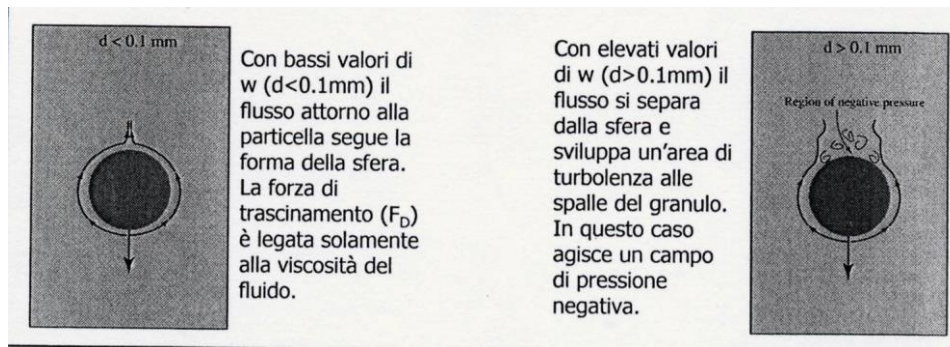 d < 0.1 mm
Con bassi valori di
w (d<0.1mm) il
flusso attorno alla
particella segue la
forma della sfera.
La forza di
trascinamento (F_D)
è legata solamente
alla viscosità del
fluido.
Con elevati valori
di w (d>0.1mm) il
flusso si separa
dalla sfera e
sviluppa un'area di
turbolenza alle
spalle del granulo.
In questo caso
agisce un campo
di pressione
negativa.
d > 0.1 mm
Region of negative pressure